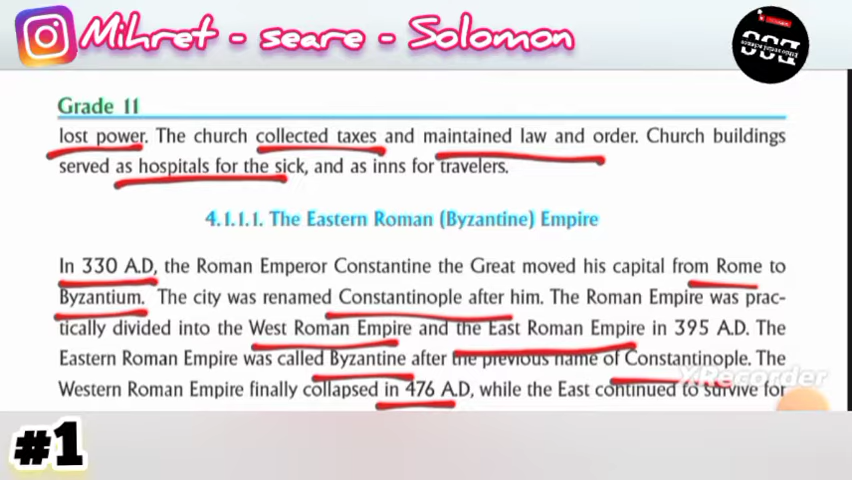 Mihret - seare - Solomon
Grade 11
lost power. The church collected taxes and maintained law and order. Church buildings
served as hospitals for the sick, and as inns for travelers.
4.1.1.1. The Eastern Roman (Byzantine) Empire
In 330 A.D, the Roman Emperor Constantine the Great moved his capital from Rome to
Byzantium. The city was renamed Constantinople after him. The Roman Empire was prac-
tically divided into the West Roman Empire and the East Roman Empire in 395 A.D. The
Eastern Roman Empire was called Byzantine after the previous name of Constantinople. The
XRecorder
Western Roman Empire finally collapsed in 476 A.D, while the East continued to survive for
#1